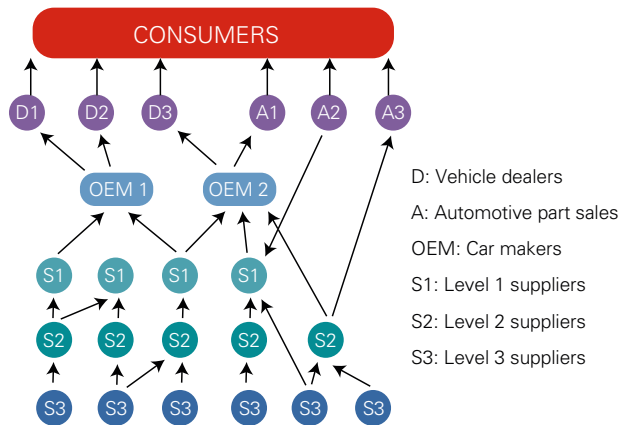 CONSUMERS
D1 D2 D3 A1 A2 A3
OEM 1 OEM 2
D: Vehicle dealers
A: Automotive part sales
OEM: Car makers
S1: Level 1 suppliers
S2: Level 2 suppliers
S3: Level 3 suppliers
S1 S1 S1 S1
S2 S2 S2 S2 S2
S3 S3 S3 S3 S3 S3